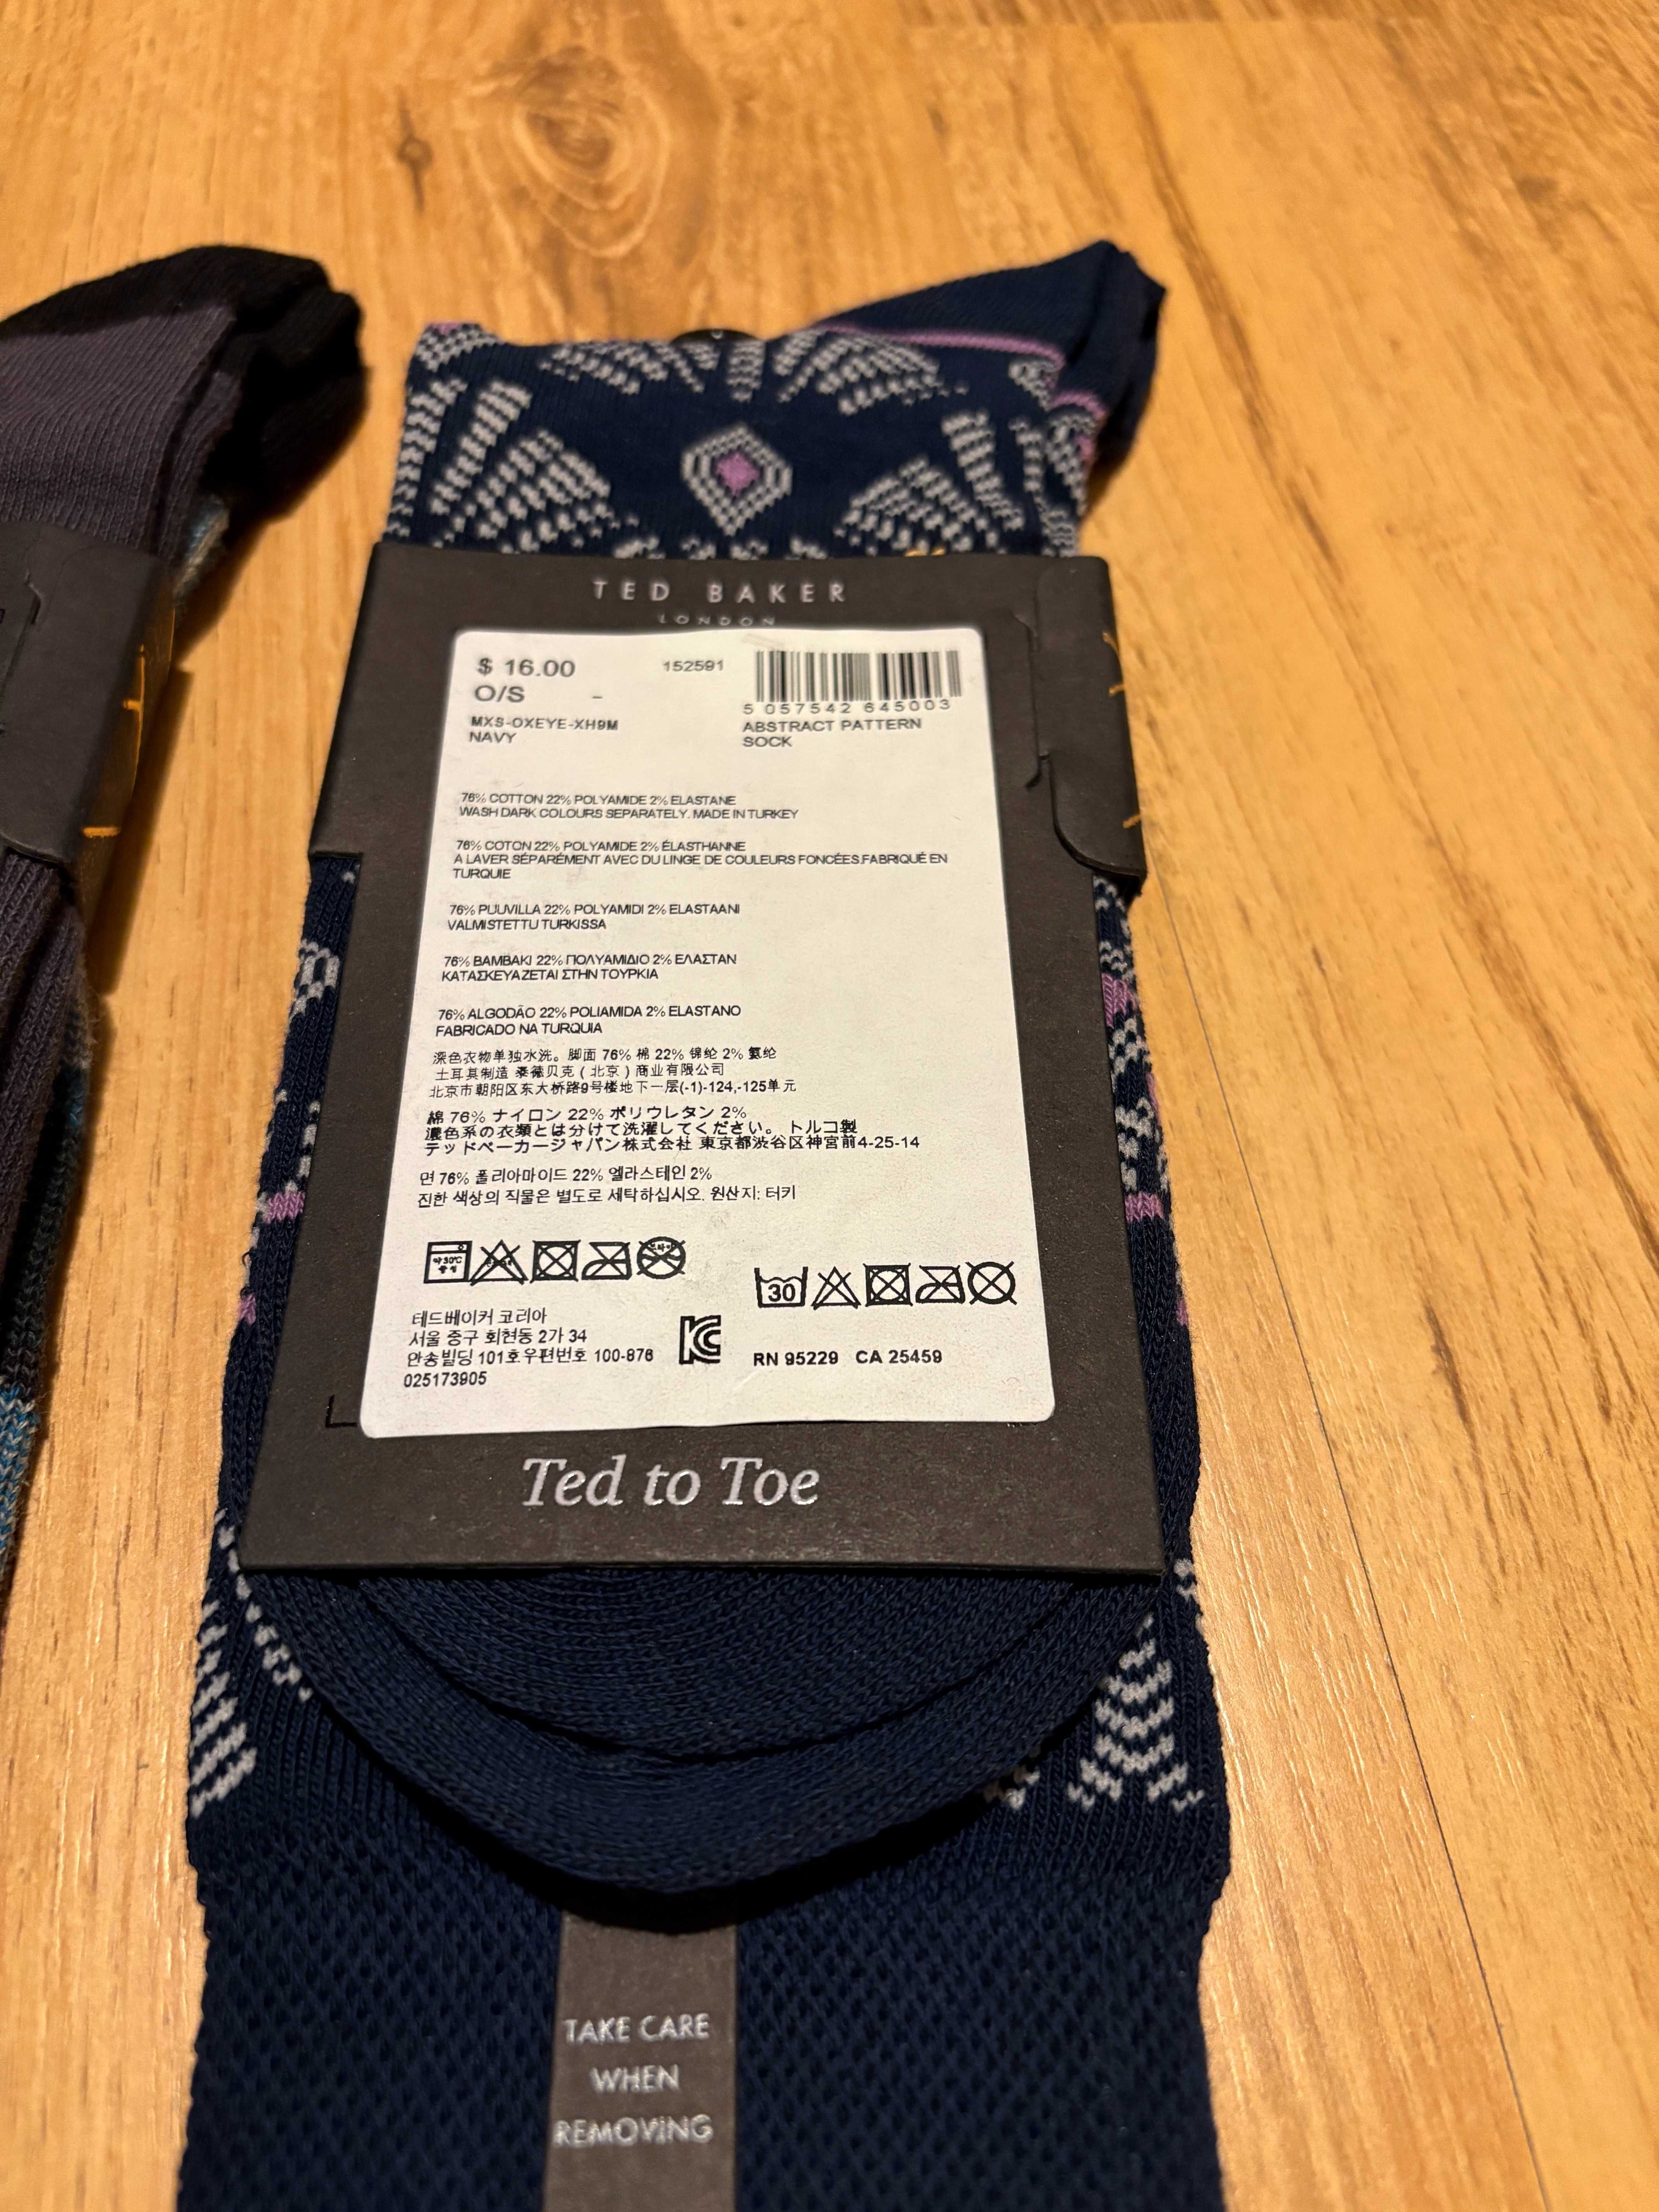 TED BAKER
LONDON
$ 16.00
152591
O/S -
5 057542 645003
MXS-OXEYE-XH9M
NAVY
ABSTRACT PATTERN
SOCK
76% COTTON 22% POLYAMIDE 2% ELASTANE
WASH DARK COLOURS SEPARATELY. MADE IN TURKEY
76% COTON 22% POLYAMIDE 2% ÉLASTHANNE
A LAVER SÉPARÉMENT AVEC DU LINGE DE COULEURS FONCÉES.FABRIQUÉ EN
TURQUIE
76% PUUVILLA 22% POLYAMIDI 2% ELASTAANI
VALMISTETTU TURKISSA
76% ΒΑΜΒΑΚΙ 22% ΠΟΛΥΑΜΙΔΙΟ 2% ΕΛΑΣΤΑΝ
ΚΑΤΑΣΚΕΥΑΖΕΤΑΙ ΣΤΗΝ ΤΟΥΡΚΙΑ
76% ALGODÃO 22% POLIAMIDA 2% ELASTANO
FABRICADO NA TURQUIA
深色衣物单独水洗。脚面 76% 棉 22% 锦纶 2% 氨纶
土耳其制造 泰德贝克（北京）商业有限公司
北京市朝阳区东大桥路9号楼地下一层(-1)-124,-125单元
綿 76% ナイロン 22% ポリウレタン 2%
濃色系の衣類とは分けて洗濯してください。 トルコ製
テッドベーカージャパン株式会社 東京都渋谷区神宮前4-25-14
면 76% 폴리아마이드 22% 엘라스테인 2%
진한 색상의 직물은 별도로 세탁하십시오. 원산지: 터키
약30℃
중성
30
테드베이커 코리아
서울 중구 회현동 2가 34
안송빌딩 101호우편번호 100-876
025173905
RN 95229 CA 25459
Ted to Toe
TAKE CARE
WHEN
REMOVING